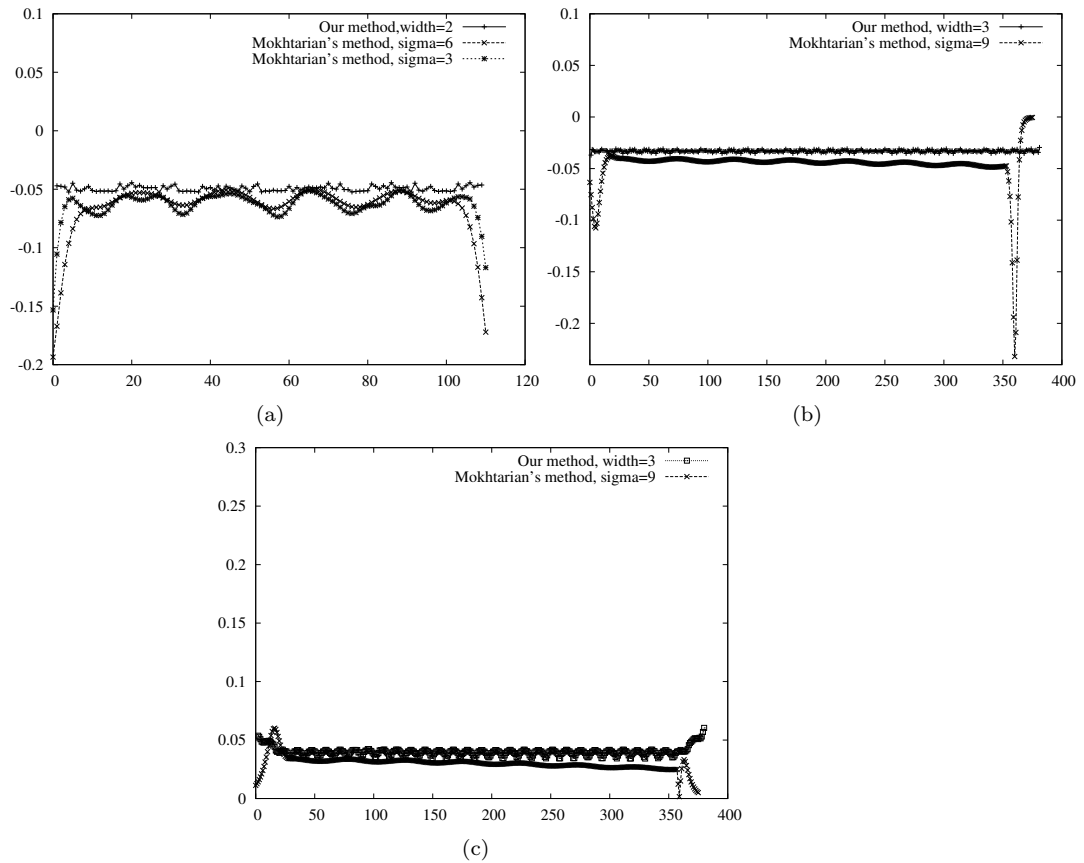 0.1
0.05
0
-0.05
-0.1
-0.15
-0.2
0 20 40 60 80 100 120
Our method,width=2
Mokhtarian's method, sigma=6
Mokhtarian's method, sigma=3
(a)
0.1
0.05
0
-0.05
-0.1
-0.15
-0.2
0 50 100 150 200 250 300 350 400
Our method, width=3
Mokhtarian's method, sigma=9
(b)
0.3
0.25
0.2
0.15
0.1
0.05
0
0 50 100 150 200 250 300 350 400
Our method, width=3
Mokhtarian's method, sigma=9
(c)